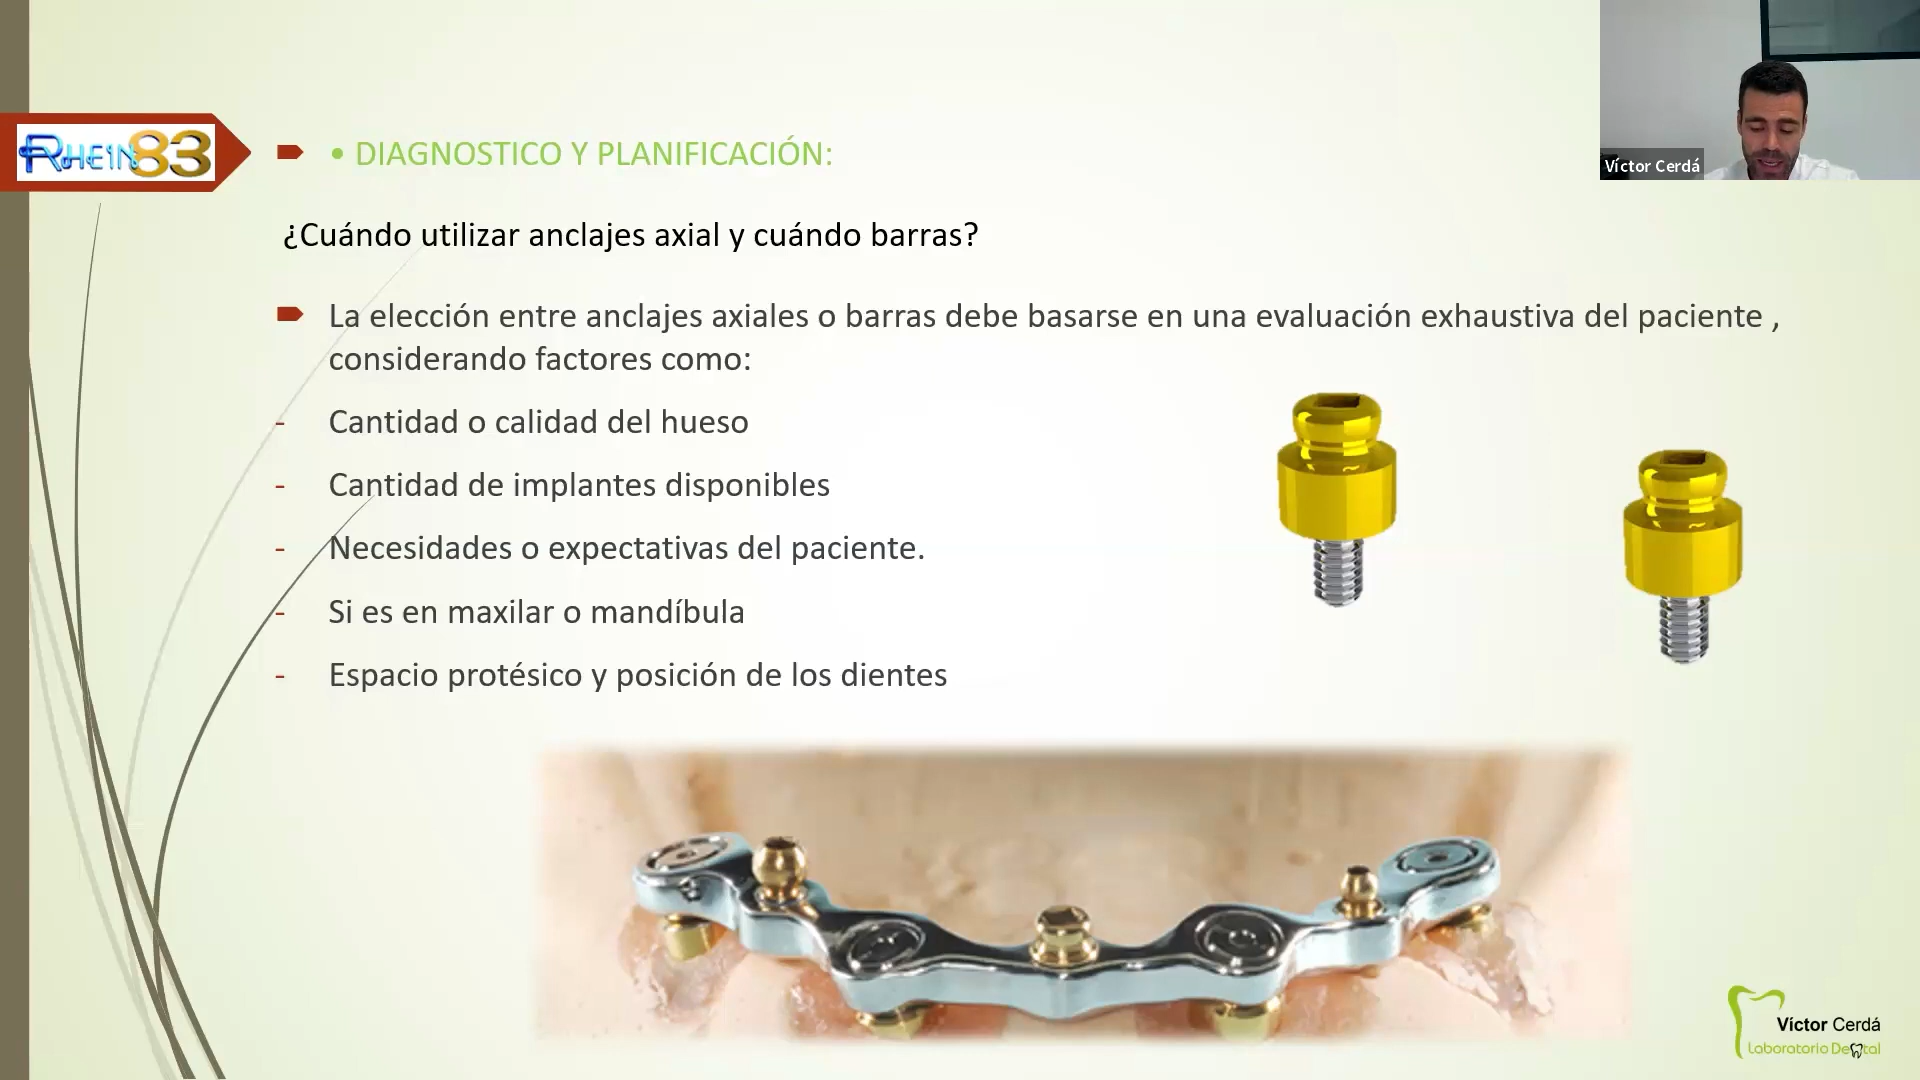 RHEIN83
• DIAGNOSTICO Y PLANIFICACIÓN:
Víctor Cerdá
¿Cuándo utilizar anclajes axial y cuándo barras?
La elección entre anclajes axiales o barras debe basarse en una evaluación exhaustiva del paciente ,
considerando factores como:
- Cantidad o calidad del hueso
- Cantidad de implantes disponibles
- Necesidades o expectativas del paciente.
- Si es en maxilar o mandíbula
- Espacio protésico y posición de los dientes
Víctor Cerdá
Laboratorio Dental